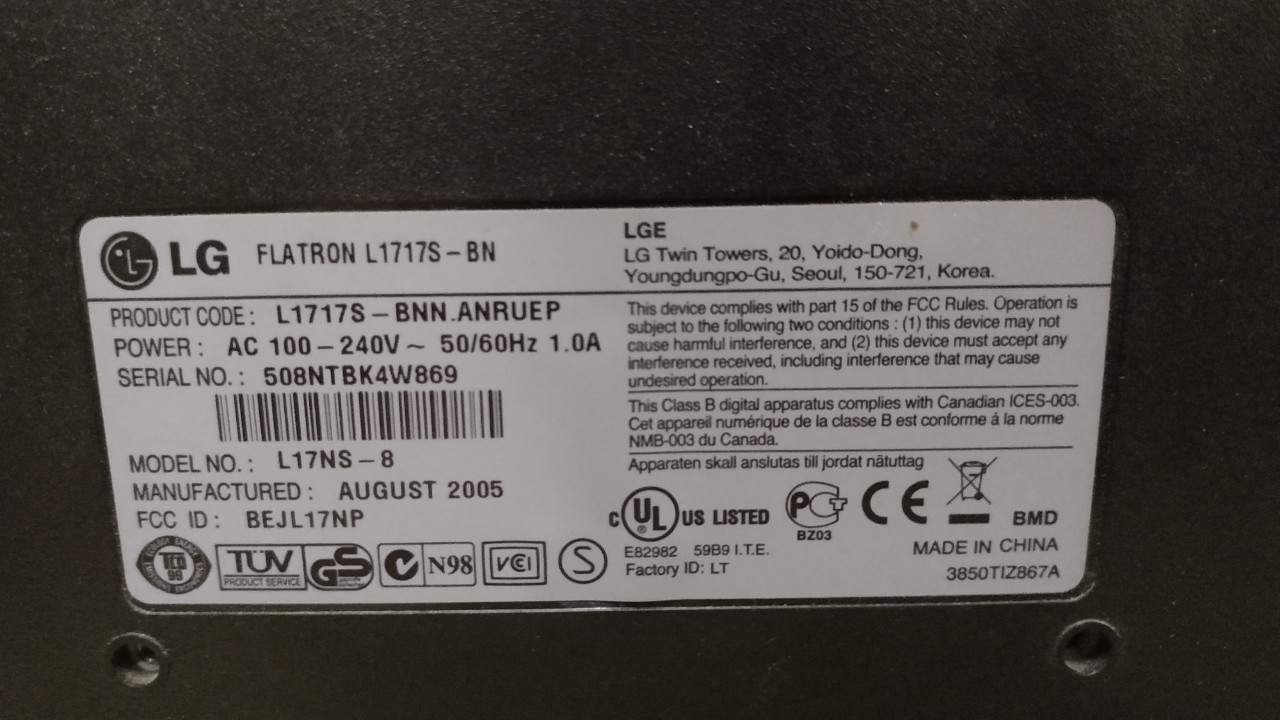 LG FLATRON L1717S-BN
LGE
LG Twin Towers, 20, Yoido-Dong,
Youngdungpo-Gu, Seoul, 150-721, Korea.
PRODUCT CODE : L1717S-BNN.ANRUEP
POWER : AC 100-240V~ 50/60Hz 1.0A
SERIAL NO. : 508NTBK4W869
MODEL NO. : L17NS-8
MANUFACTURED : AUGUST 2005
FCC ID : BEJL17NP
TCO
99
TÜV
PRODUCT SERVICE
GS
N98
VCI
S
This device complies with part 15 of the FCC Rules. Operation is
subject to the following two conditions : (1) this device may not
cause harmful interference, and (2) this device must accept any
interference received, including interference that may cause
undesired operation.
This Class B digital apparatus complies with Canadian ICES-003.
Cet appareil numérique de la classe B est conforme á la norme
NMB-003 du Canada.
Apparaten skall anslutas till jordat nätuttag
C UL ® US LISTED
PCT
BZ03
CE
BMD
E82982 59B9 I.T.E.
Factory ID: LT
MADE IN CHINA
3850TIZ867A